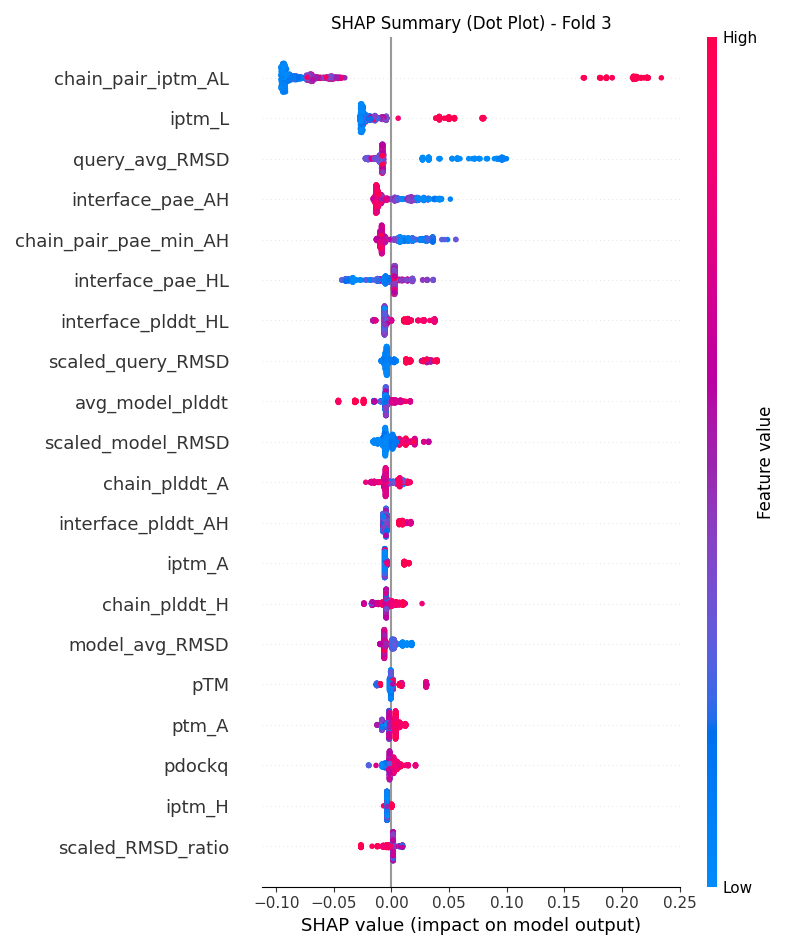 SHAP Summary (Dot Plot) - Fold 3
High
chain_pair_iptm_AL
iptm_L
query_avg_RMSD
interface_pae_AH
chain_pair_pae_min_AH
interface_pae_HL
interface_plddt_HL
scaled_query_RMSD
avg_model_plddt
scaled_model_RMSD
chain_plddt_A
interface_plddt_AH
iptm_A
chain_plddt_H
model_avg_RMSD
pTM
ptm_A
pdockq
iptm_H
scaled_RMSD_ratio
Feature value
Low
−0.10 −0.05 0.00 0.05 0.10 0.15 0.20 0.25
SHAP value (impact on model output)